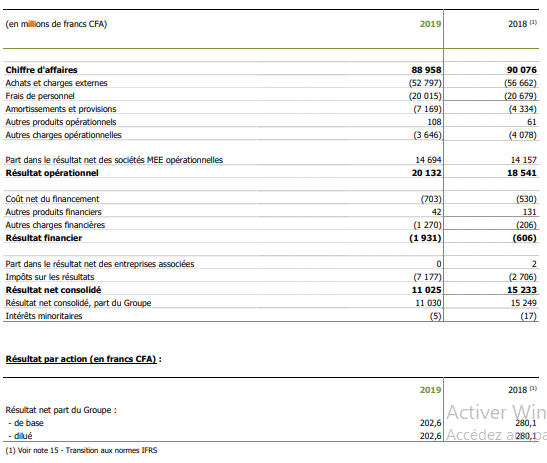 (en millions de francs CFA) 2019 2018 (1)
Chiffre d'affaires 88 958 90 076
Achats et charges externes (52 797) (56 662)
Frais de personnel (20 015) (20 679)
Amortissements et provisions (7 169) (4 334)
Autres produits opérationnels 108 61
Autres charges opérationnelles (3 646) (4 078)
Part dans le résultat net des sociétés MEE opérationnelles 14 694 14 157
Résultat opérationnel 20 132 18 541
Coût net du financement (703) (530)
Autres produits financiers 42 131
Autres charges financières (1 270) (206)
Résultat financier (1 931) (606)
Part dans le résultat net des entreprises associées 0 2
Impôts sur les résultats (7 177) (2 706)
Résultat net consolidé 11 025 15 233
Résultat net consolidé, part du Groupe 11 030 15 249
Intérêts minoritaires (5) (17)
Résultat par action (en francs CFA) :
2019 2018 (1)
Résultat net part du Groupe :
- de base 202,6 280,1
- dilué 202,6 280,1
(1) Voir note 15 - Transition aux normes IFRS
Activer Win
Accédez a